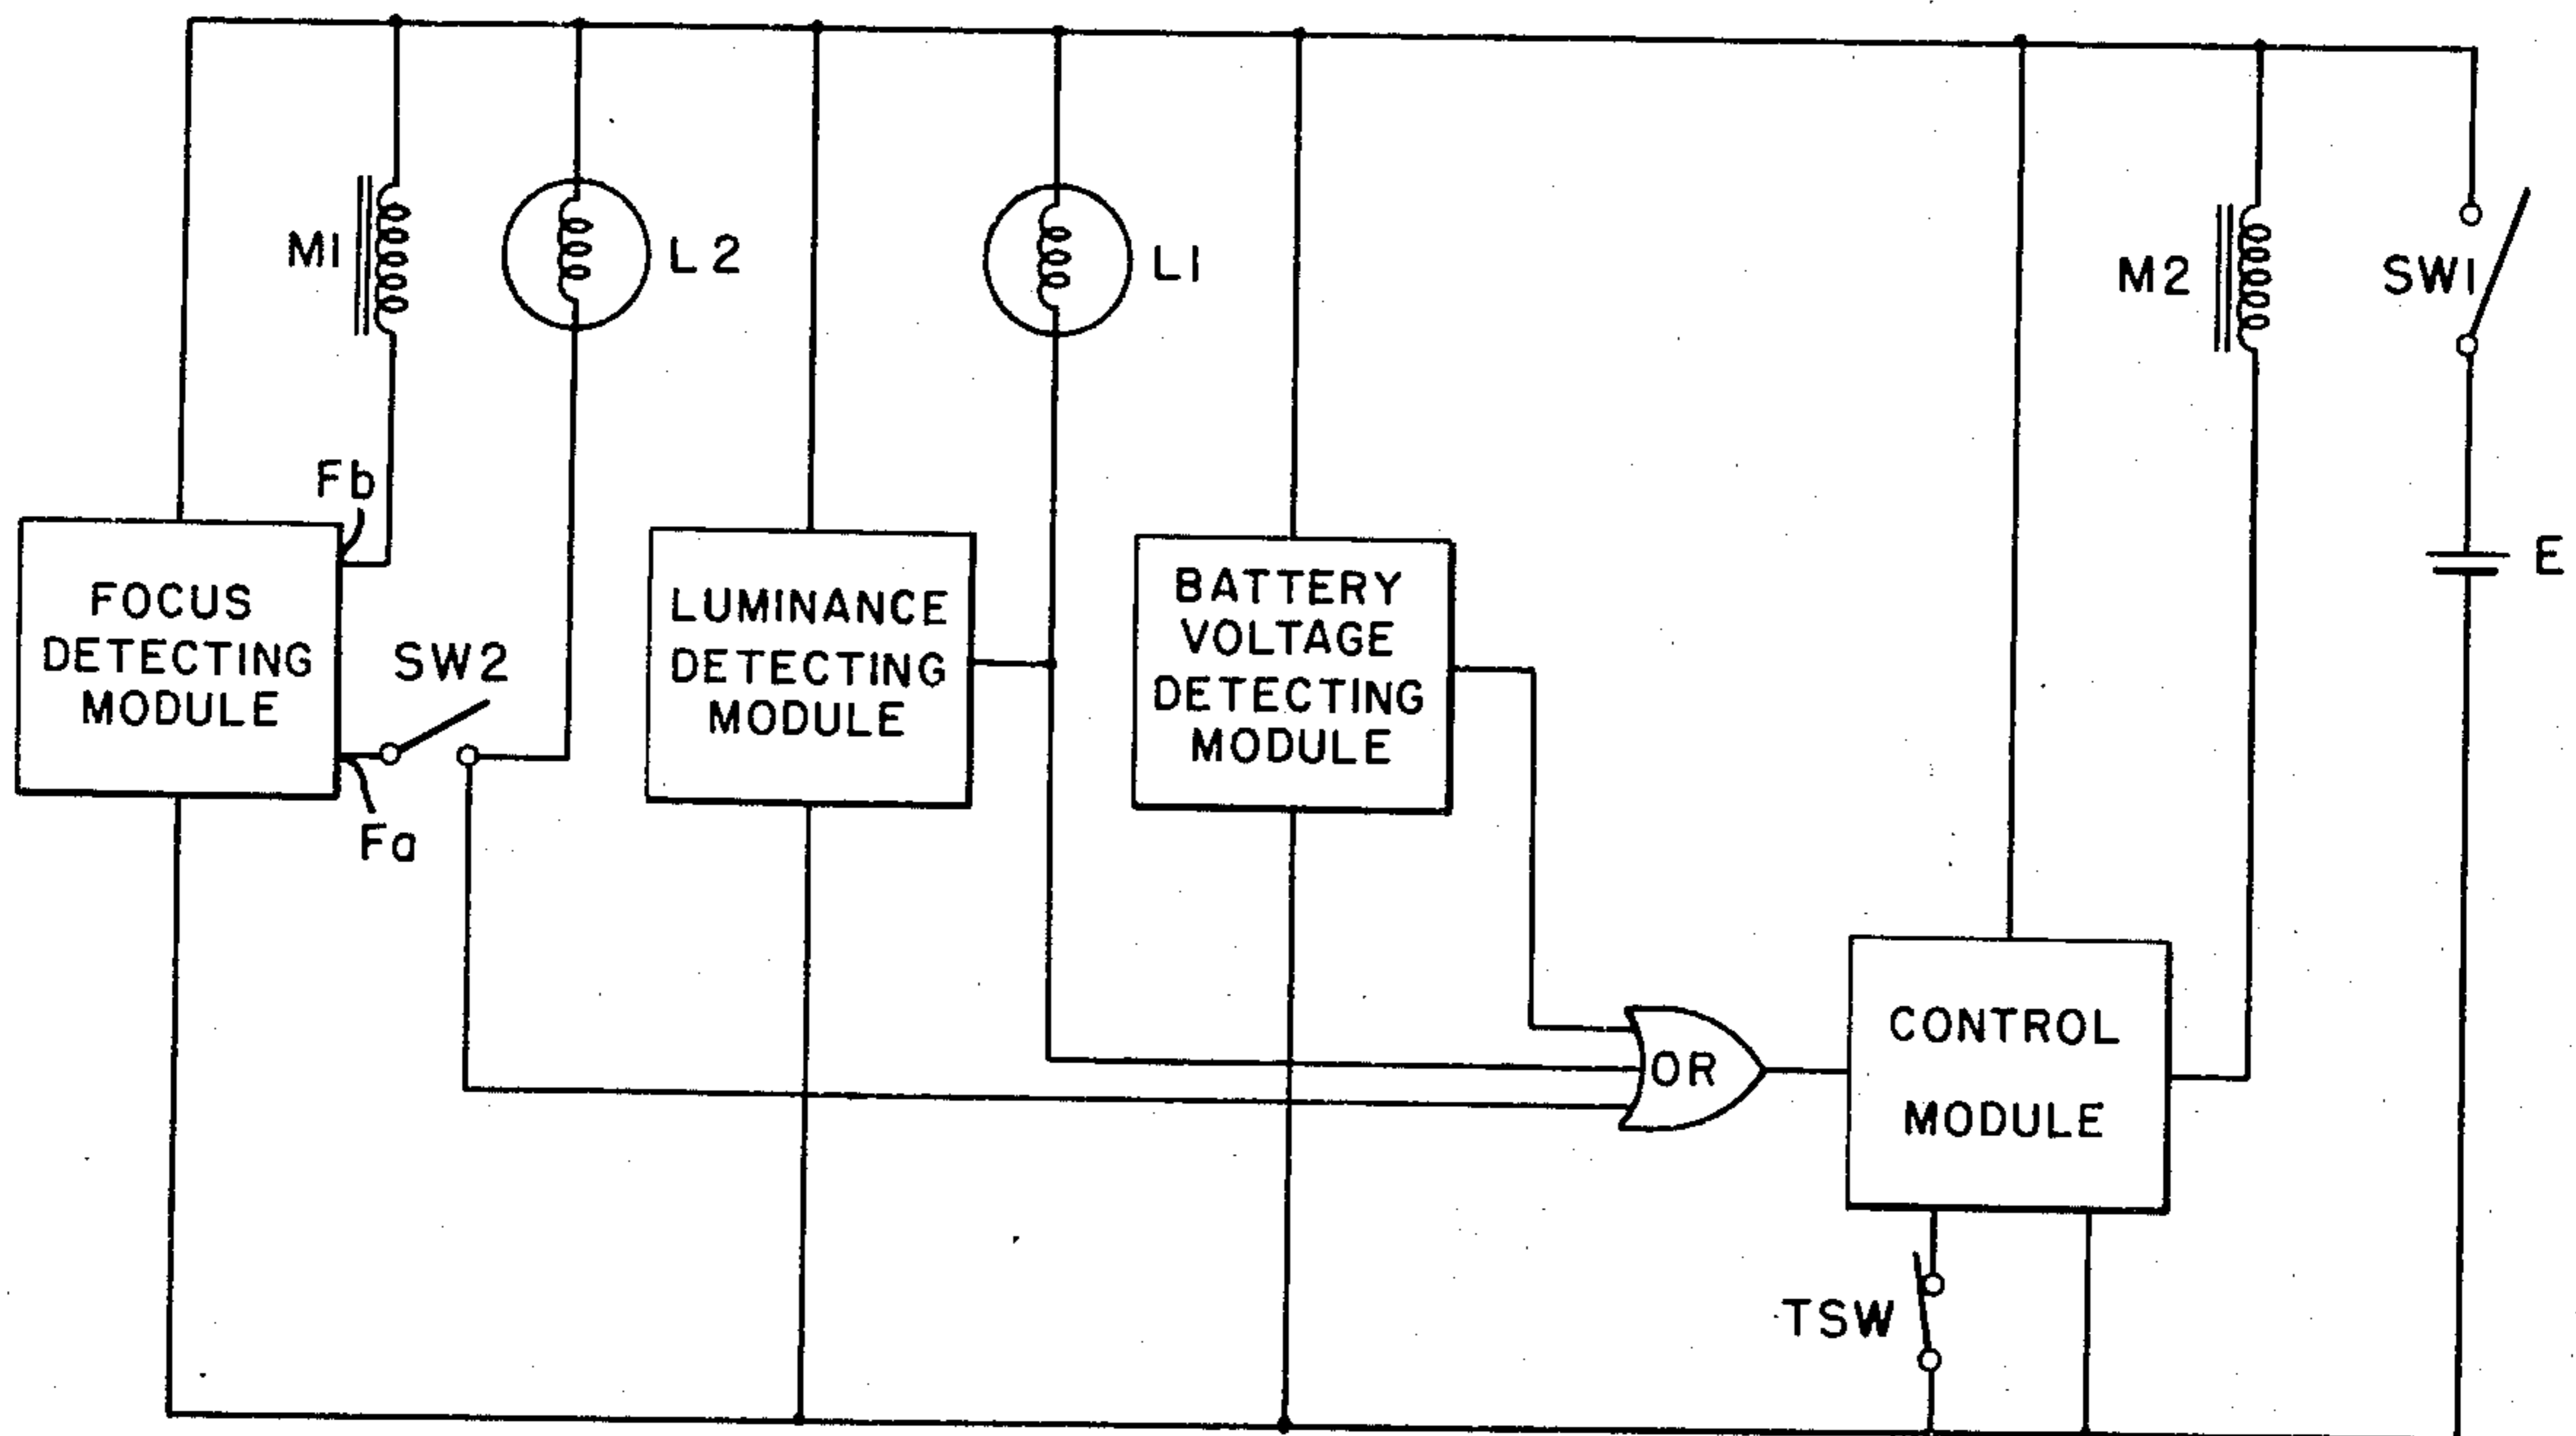 M1
L2
L1
M2
SW1
Fb
E
FOCUS
DETECTING
MODULE
SW2
Fa
LUMINANCE
DETECTING
MODULE
BATTERY
VOLTAGE
DETECTING
MODULE
OR
CONTROL
MODULE
TSW